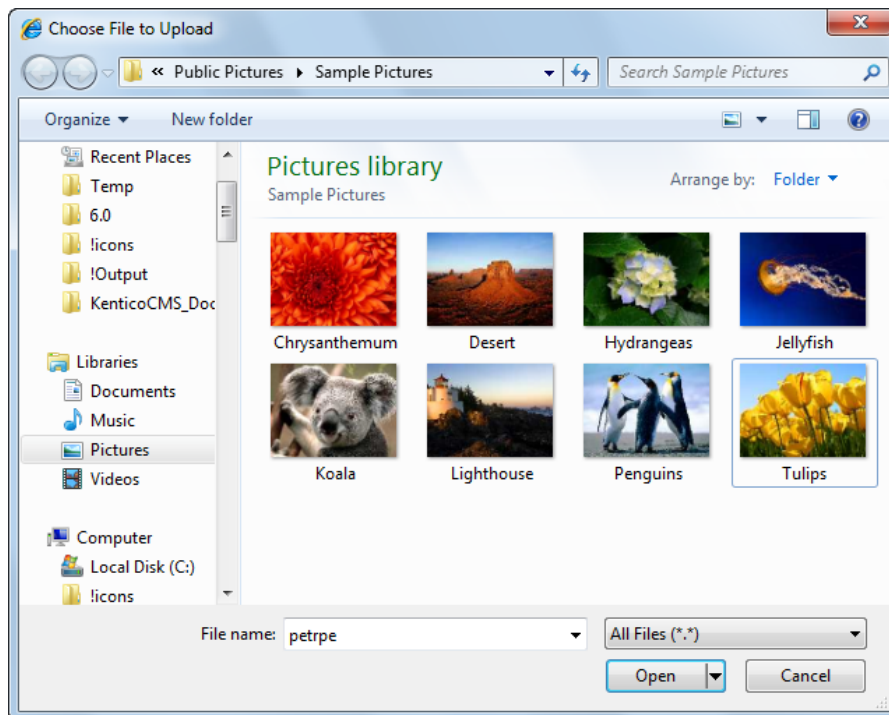 Choose File to Upload
« Public Pictures Sample Pictures
Search Sample Pictures
Organize
New folder
Recent Places
Temp
6.0
!icons
!Output
KenticoCMS_Doc
Libraries
Documents
Music
Pictures
Videos
Computer
Local Disk (C:)
!icons
Pictures library
Sample Pictures
Arrange by: Folder
Chrysanthemum
Desert
Hydrangeas
Jellyfish
Koala
Lighthouse
Penguins
Tulips
File name: petrpe
All Files (*.*)
Open
Cancel